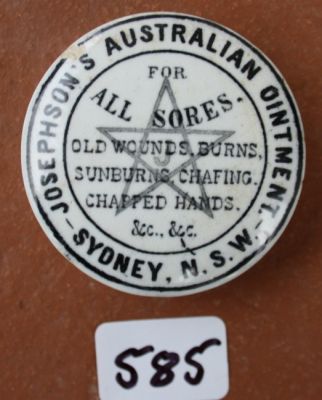 JOSEPHSON'S AUSTRALIAN OINTMENT.
FOR
ALL SORES.
OLD WOUNDS, BURNS,
SUNBURNS, CHAFING.
CHAPPED HANDS.
&c., &c.
J
—SYDNEY, N.S.W.—
585